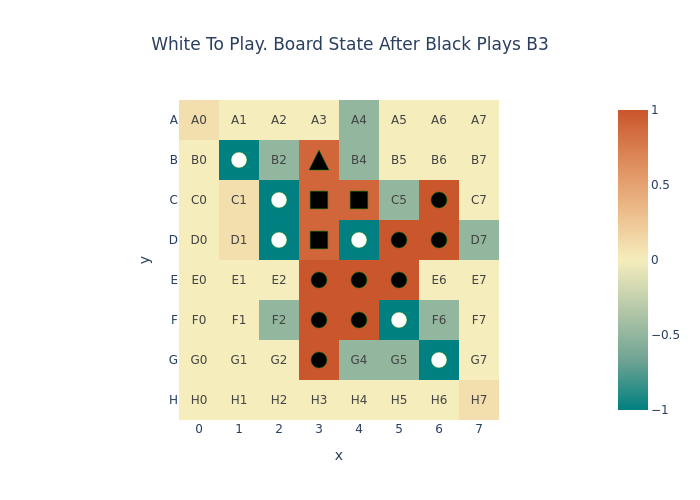 White To Play. Board State After Black Plays B3
A A0 A1 A2 A3 A4 A5 A6 A7
B B0 B2 B4 B5 B6 B7
C C0 C1 C5 C7
D D0 D1 D7
E E0 E1 E2 E6 E7
F F0 F1 F2 F6 F7
G G0 G1 G2 G4 G5 G7
H H0 H1 H2 H3 H4 H5 H6 H7
0 1 2 3 4 5 6 7
x
y
1
0.5
0
−0.5
−1